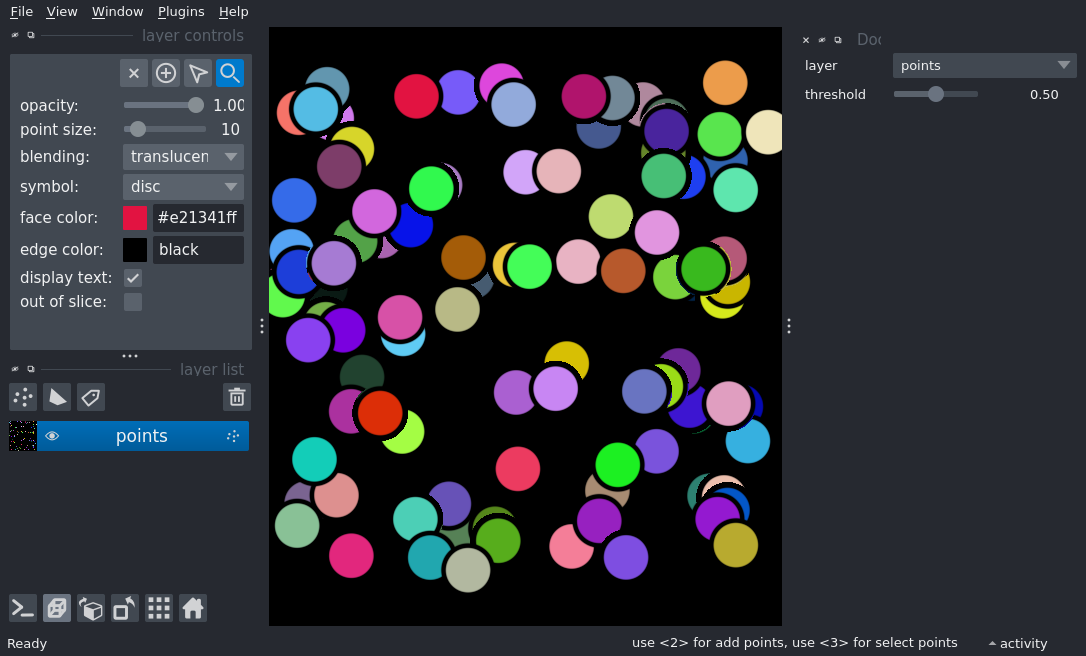 File View Window Plugins Help
layer controls
opacity: 1.00
point size: 10
blending: translucen
symbol: disc
face color: #e21341ff
edge color: black
display text:
out of slice:
layer list
points
Doc
layer points
threshold 0.50
Ready
use <2> for add points, use <3> for select points
activity